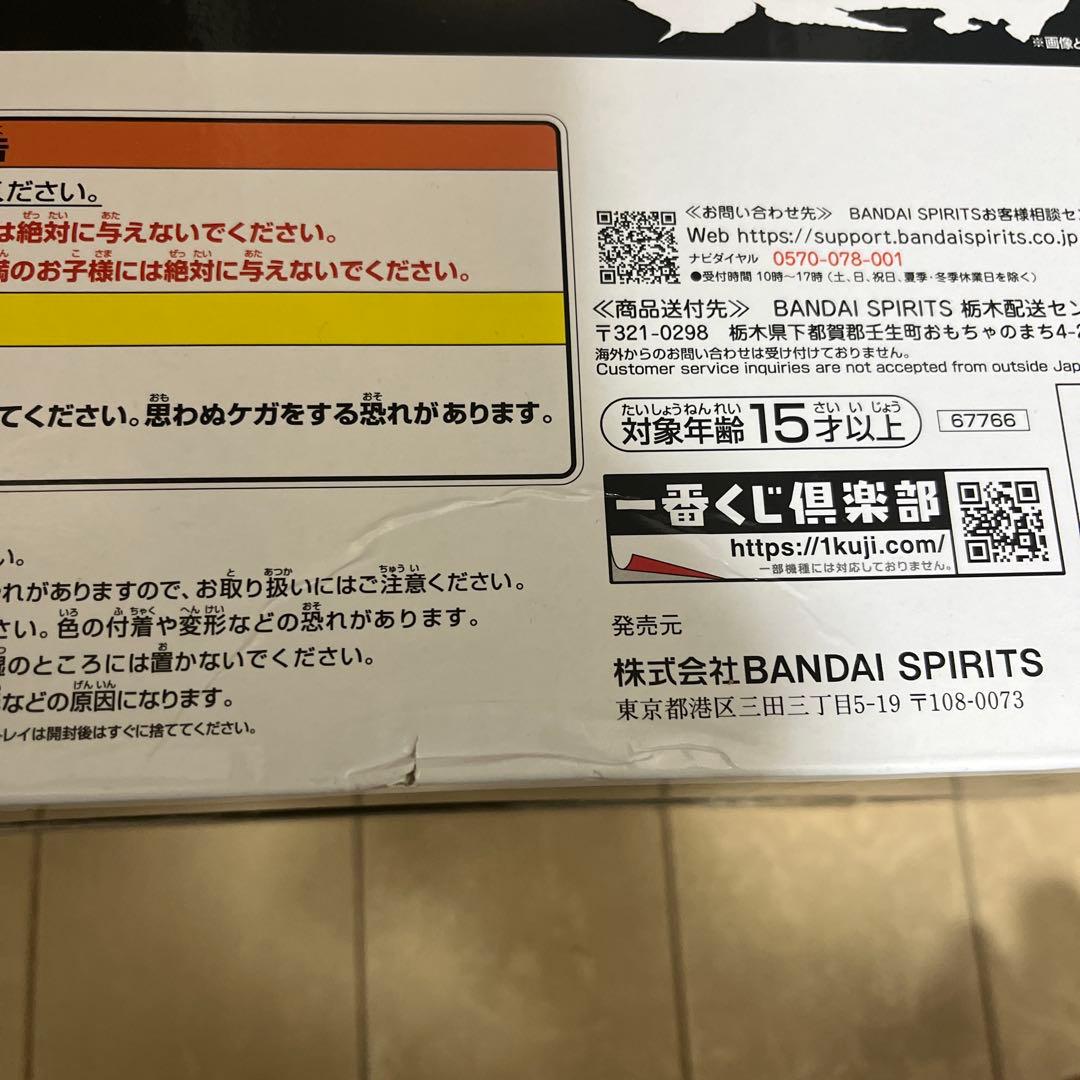 ※画像と
告
ください。
は絶対に与えないでください。
満のお子様には絶対に与えないでください。
てください。思わぬケガをする恐れがあります。
い。
れがありますので、お取り扱いにはご注意ください。
さい。色の付着や変形などの恐れがあります。
のところには置かないでください。
などの原因になります。
トレイは開封後はすぐに捨ててください。
≪お問い合わせ先≫ BANDAI SPIRITSお客様相談セン
Web https://support.bandaispirits.co.jp
ナビダイヤル 0570-078-001
●受付時間 10時～17時(土、日、祝日、夏季・冬季休業日を除く)
≪商品送付先≫ BANDAI SPIRITS 栃木配送セン
〒321-0298 栃木県下都賀郡壬生町おもちゃのまち4-2
海外からのお問い合わせは受け付けておりません。
Customer service inquiries are not accepted from outside Jap
対象年齢 15才以上
67766
一番くじ倶楽部
https://1kuji.com/
一部機種には対応しておりません。
発売元
株式会社BANDAI SPIRITS
東京都港区三田三丁目5-19 〒108-0073